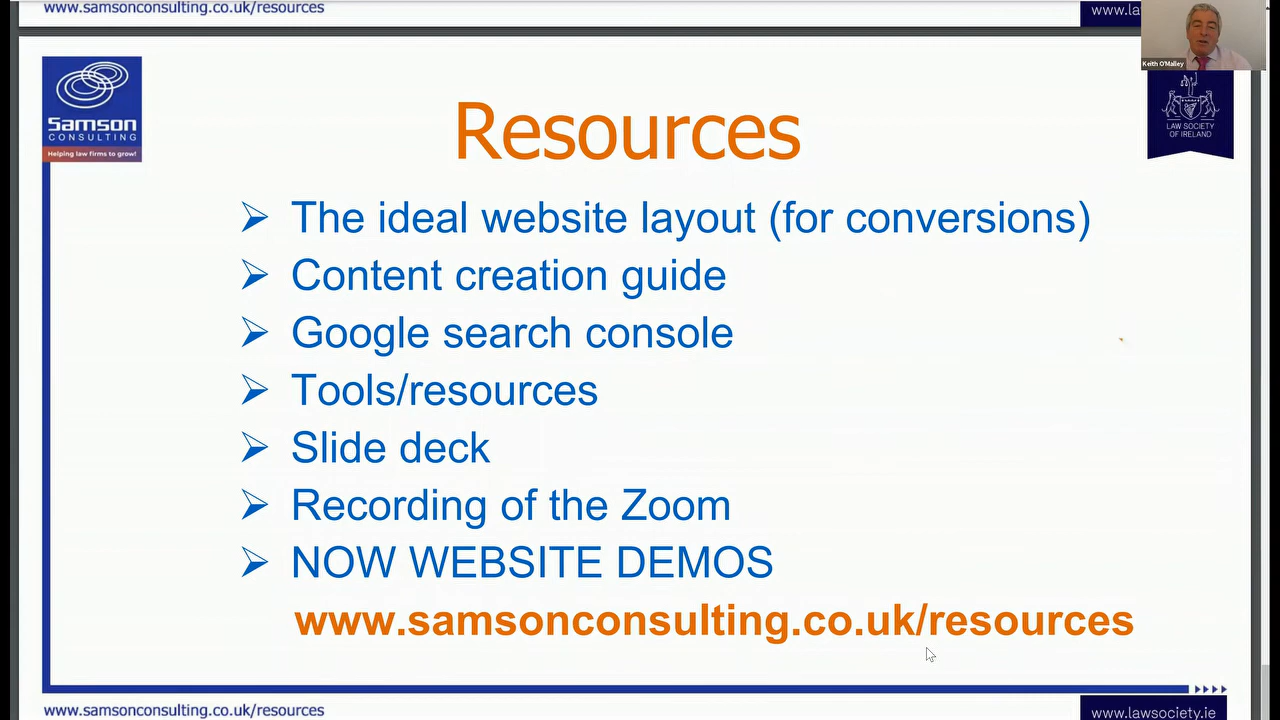 www.samsonconsulting.co.uk/resources
www.la
Keith O'Malley
Samson
CONSULTING
Helping law firms to grow!
LAW SOCIETY
OF IRELAND
Resources
The ideal website layout (for conversions)
Content creation guide
Google search console
Tools/resources
Slide deck
Recording of the Zoom
NOW WEBSITE DEMOS
www.samsonconsulting.co.uk/resources
www.samsonconsulting.co.uk/resources
www.lawsociety.ie